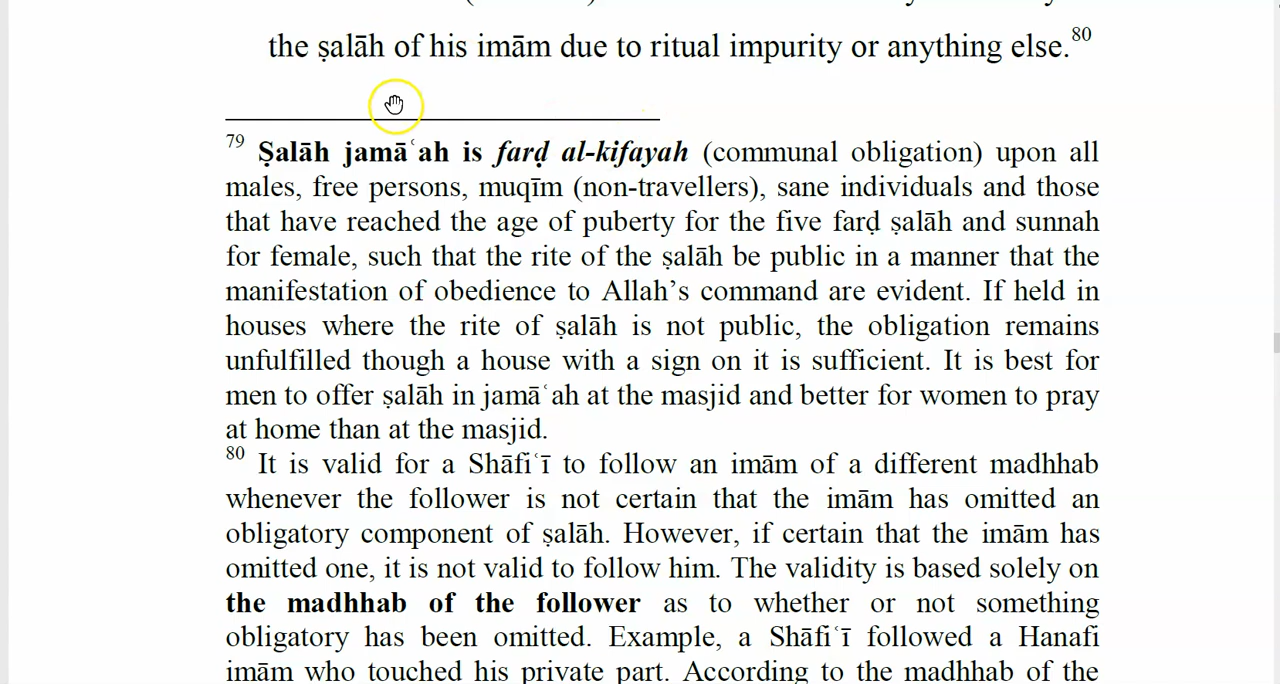 the ṣalāh of his imām due to ritual impurity or anything else.80
79 Ṣalāh jamāʿah is farḍ al-kifayah (communal obligation) upon all
males, free persons, muqīm (non-travellers), sane individuals and those
that have reached the age of puberty for the five farḍ ṣalāh and sunnah
for female, such that the rite of the ṣalāh be public in a manner that the
manifestation of obedience to Allah’s command are evident. If held in
houses where the rite of ṣalāh is not public, the obligation remains
unfulfilled though a house with a sign on it is sufficient. It is best for
men to offer ṣalāh in jamāʿah at the masjid and better for women to pray
at home than at the masjid.
80 It is valid for a Shāfiʿī to follow an imām of a different madhhab
whenever the follower is not certain that the imām has omitted an
obligatory component of ṣalāh. However, if certain that the imām has
omitted one, it is not valid to follow him. The validity is based solely on
the madhhab of the follower as to whether or not something
obligatory has been omitted. Example, a Shāfiʿī followed a Hanafi
imām who touched his private part. According to the madhhab of the